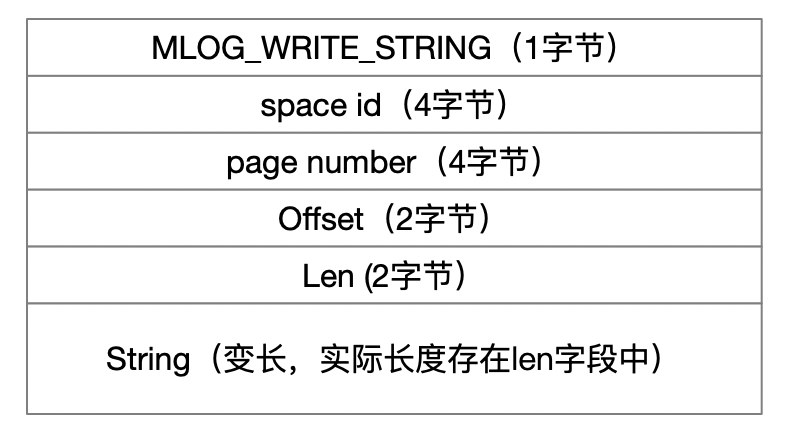 MLOG_WRITE_STRING（1字节）
space id（4字节）
page number（4字节）
Offset（2字节）
Len (2字节）
String（变长，实际长度存在len字段中）